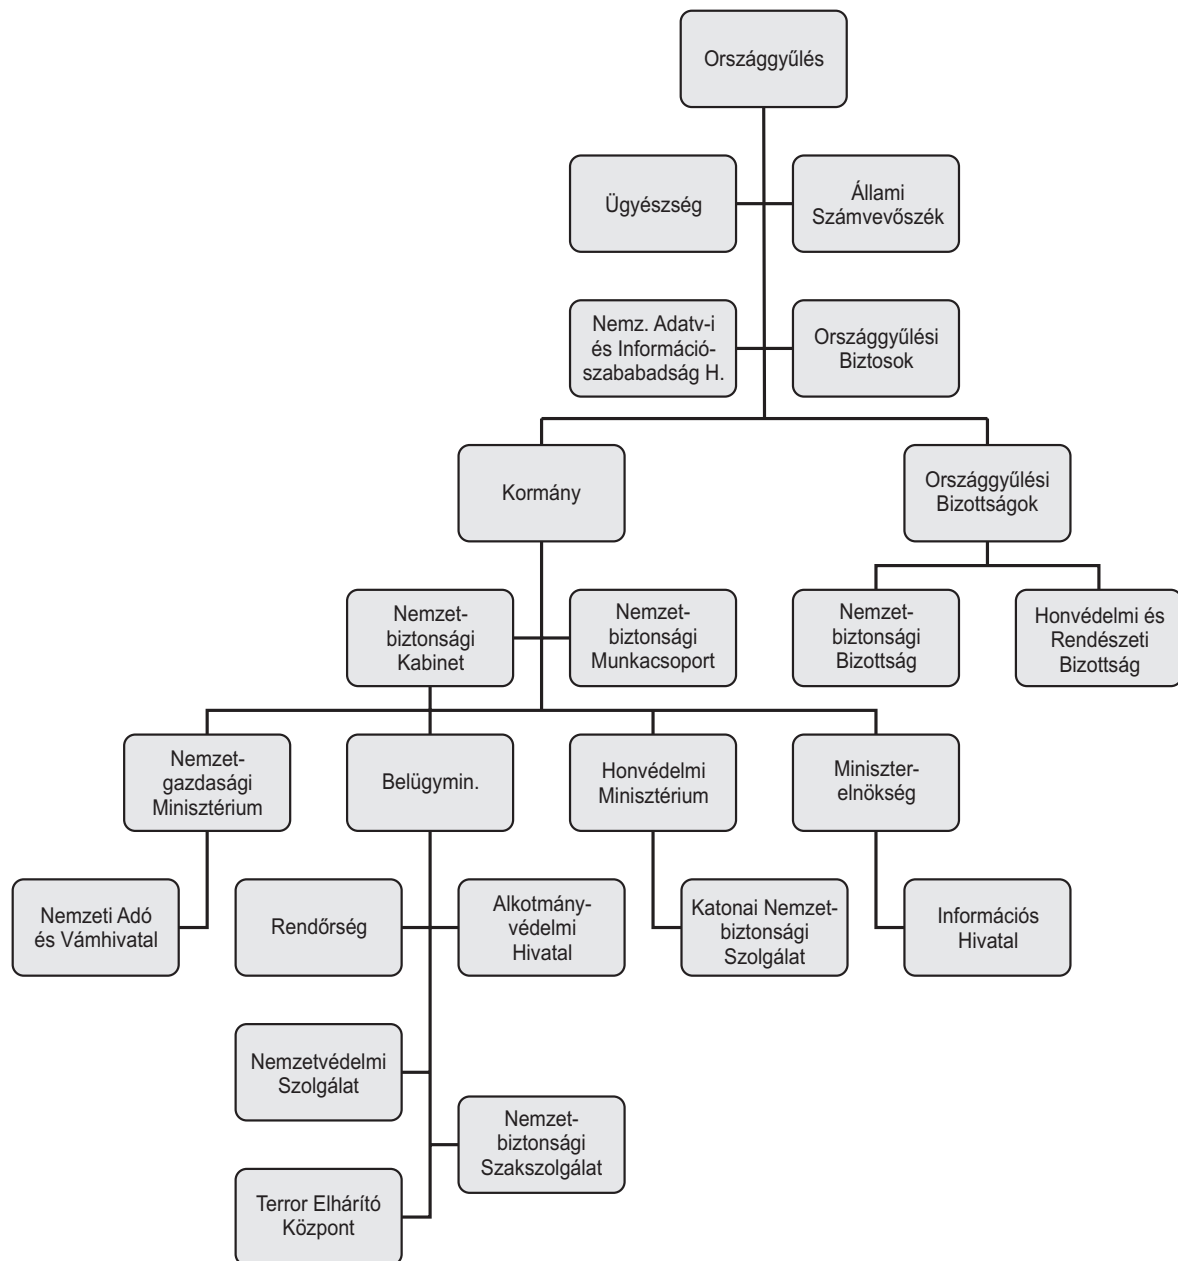 Országgyűlés
Ügyészség
Állami
Számvevőszék
Nemz. Adatv-i
és Információ-
szababadság H.
Országgyűlési
Biztosok
Kormány
Országgyűlési
Bizottságok
Nemzet-
biztonsági
Kabinet
Nemzet-
biztonsági
Munkacsoport
Nemzet-
biztonsági
Bizottság
Honvédelmi és
Rendészeti
Bizottság
Nemzet-
gazdasági
Minisztérium
Belügymin.
Honvédelmi
Minisztérium
Miniszter-
elnökség
Nemzeti Adó
és Vámhivatal
Rendőrség
Alkotmány-
védelmi
Hivatal
Katonai Nemzet-
biztonsági
Szolgálat
Információs
Hivatal
Nemzetvédelmi
Szolgálat
Nemzet-
biztonsági
Szakszolgálat
Terror Elhárító
Központ